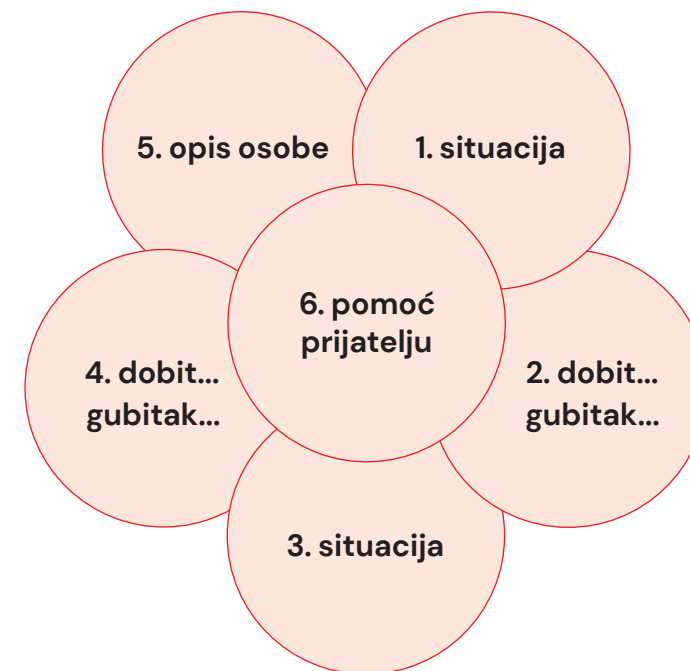 5. opis osobe
1. situacija
6. pomoć
prijatelju
4. dobit...
gubitak...
2. dobit...
gubitak...
3. situacija